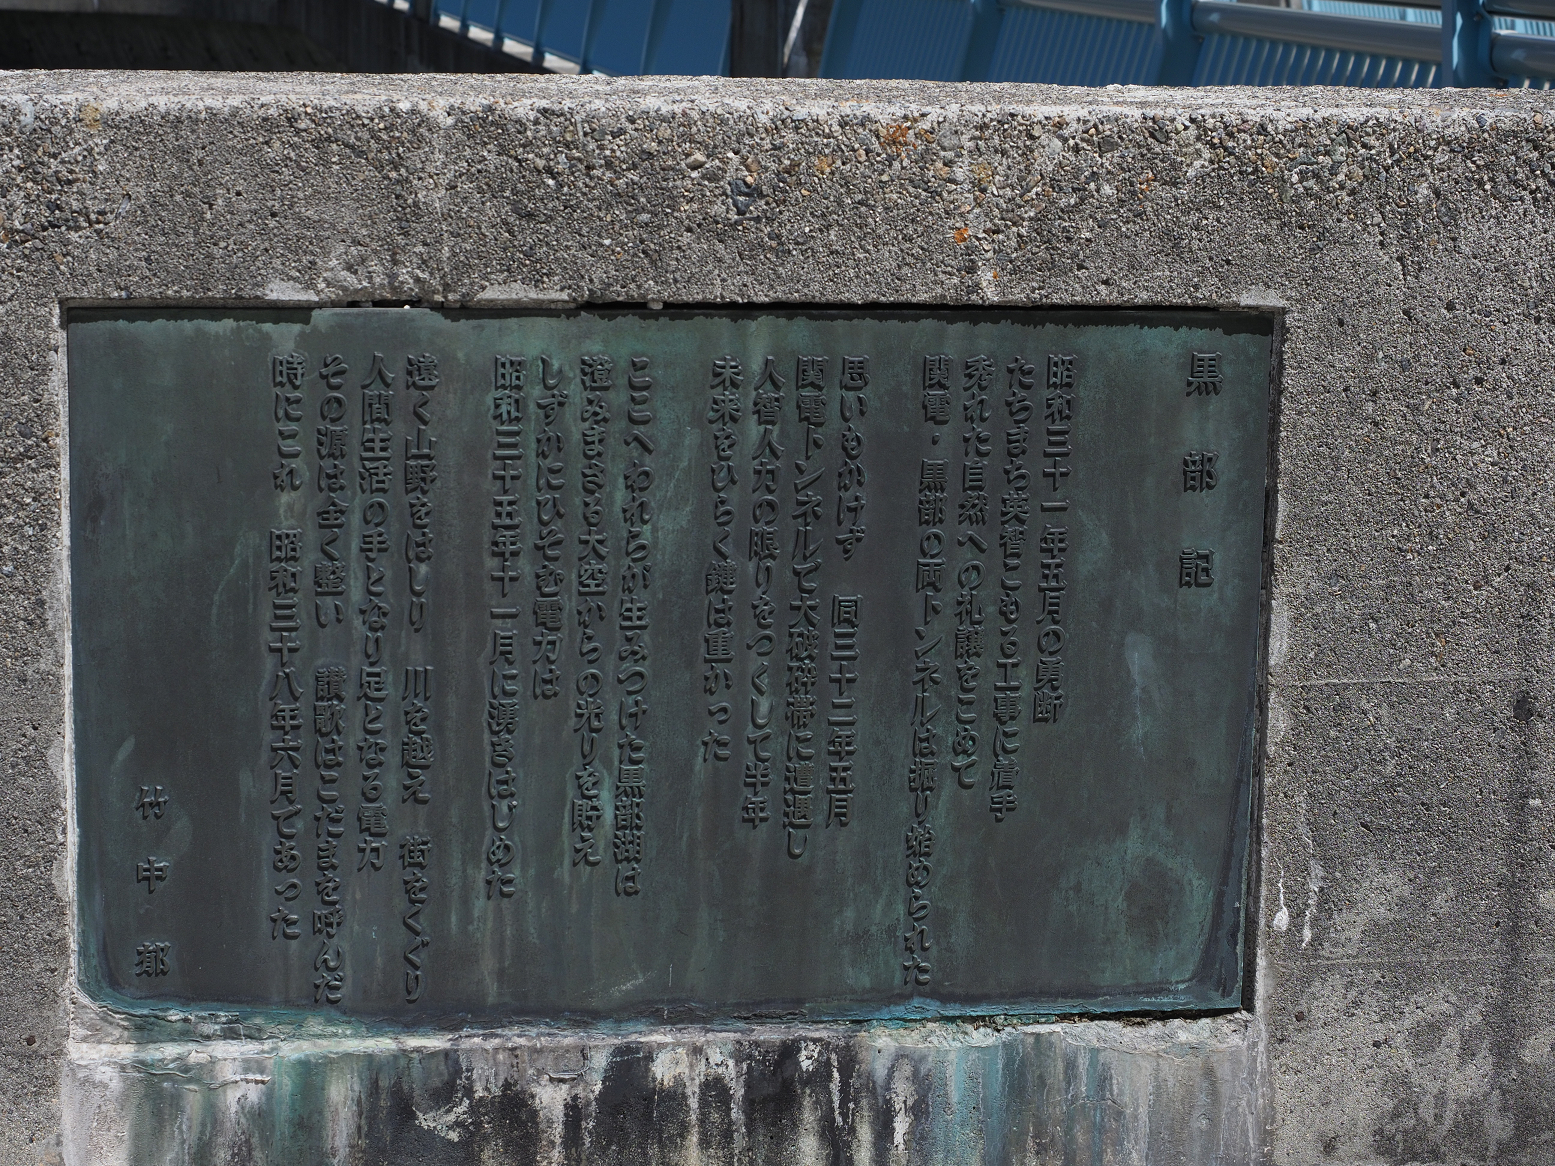 黒部記
昭和三十一年五月の勇断
たちまち英智こもる工事に着手
秀れた自然への礼譲をこめて
関電・黒部の両トンネルは掘り始められた
思いもかけず 同三十二年五月
関電トンネルて大破砕帯に遭遇し
人智人力の限りをつくして半年
未来をひらく鍵は重かった
ここへわれらが生みつけた黒部湖は
澄みまさる大空からの光りを貯え
しずかにひそむ電力は
昭和三十五年十一月に湧きはじめた
遠く山野をはしり 川を越え 街をくぐり
人間生活の手となり足となる電力
その源は全く整い 讃歌はこだまを呼んだ
時にこれ 昭和三十八年六月てあった
竹中郁